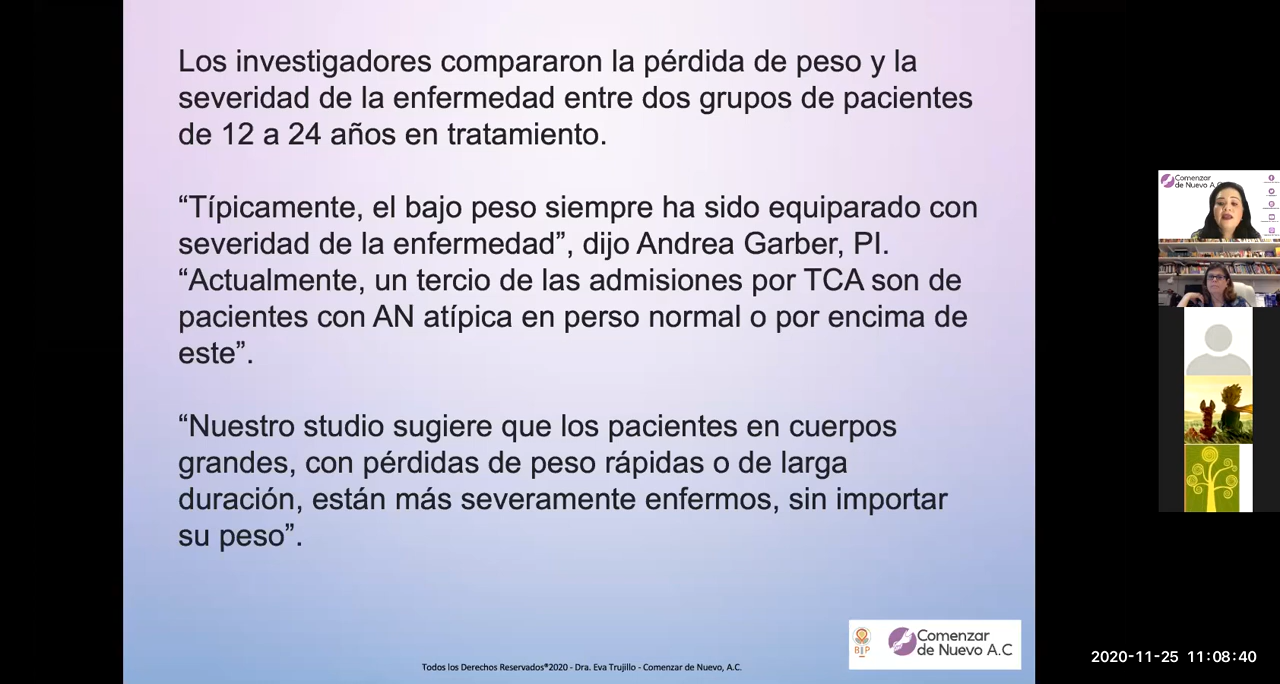 Los investigadores compararon la pérdida de peso y la
severidad de la enfermedad entre dos grupos de pacientes
de 12 a 24 años en tratamiento.
“Típicamente, el bajo peso siempre ha sido equiparado con
severidad de la enfermedad”, dijo Andrea Garber, PI.
“Actualmente, un tercio de las admisiones por TCA son de
pacientes con AN atípica en perso normal o por encima de
este”.
“Nuestro studio sugiere que los pacientes en cuerpos
grandes, con pérdidas de peso rápidas o de larga
duración, están más severamente enfermos, sin importar
su peso”.
Comenzar
de Nuevo A.C
BIP
Comenzar
de Nuevo A.C
Todos los Derechos Reservados®2020 - Dra. Eva Trujillo - Comenzar de Nuevo, A.C.
2020-11-25 11:08:40